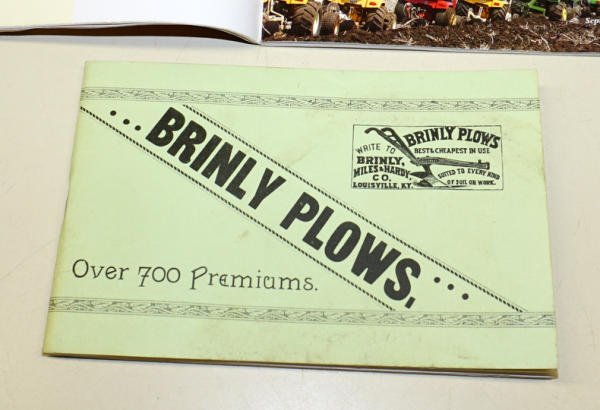 Sep
...BRINLY PLOWS,...
WRITE TO
BRINLY,
MILES & HARDY,
CO.
LOUISVILLE, KY.
BRINLY PLOWS
BEST & CHEAPEST IN USE
SUITED TO EVERY KIND
OF SOIL OR WORK.
Over 700 Premiums.